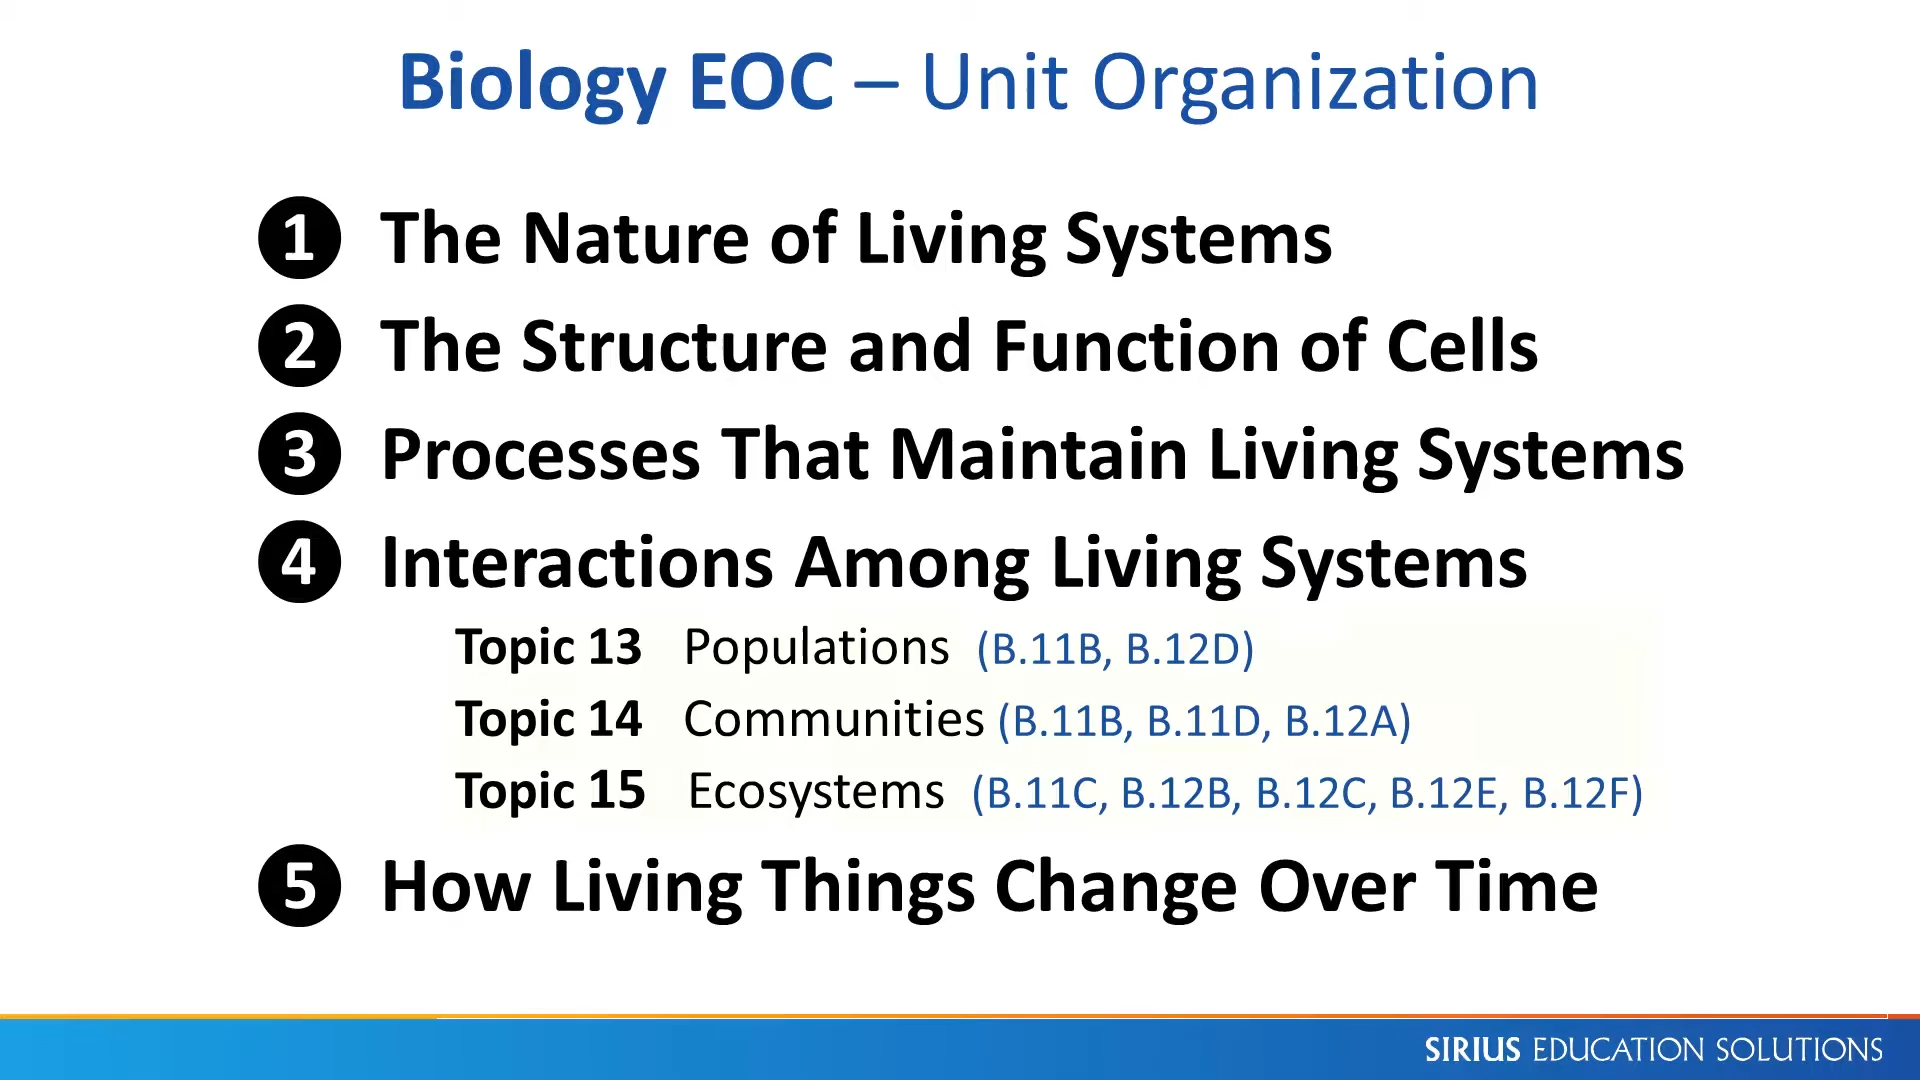 Biology EOC – Unit Organization
1 The Nature of Living Systems
2 The Structure and Function of Cells
3 Processes That Maintain Living Systems
4 Interactions Among Living Systems
Topic 13 Populations (B.11B, B.12D)
Topic 14 Communities (B.11B, B.11D, B.12A)
Topic 15 Ecosystems (B.11C, B.12B, B.12C, B.12E, B.12F)
5 How Living Things Change Over Time
SIRIUS EDUCATION SOLUTIONS